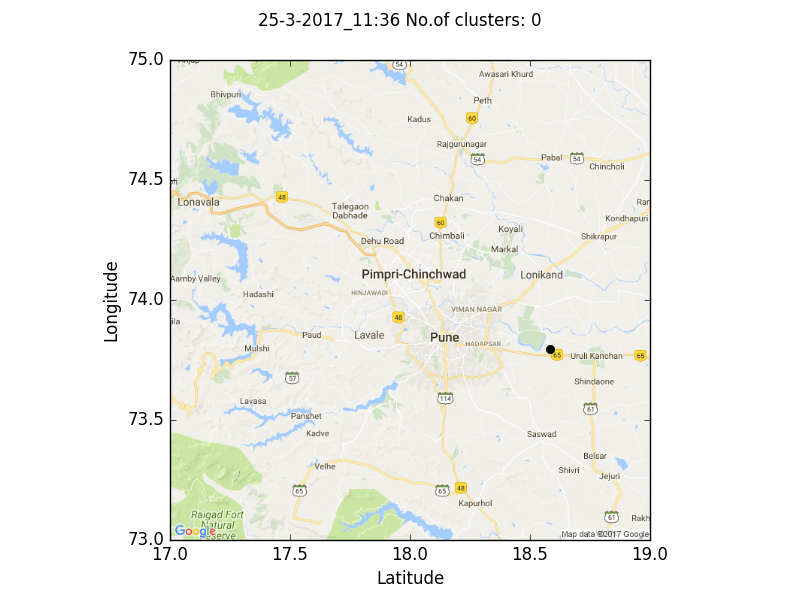 25-3-2017_11:36 No.of clusters: 0
75.0
74.5
74.0
73.5
73.0
Longitude
17.0 17.5 18.0 18.5 19.0
Latitude
54
Awasari Khurd
Bhivpuri
Peth
Kadus
60
Rajgurunagar
54
Pabal
54
Chincholi
48
Lonavala
Talegaon
Dabhade
Chakan
60
Chimbali
Koyali
Kondhapuri
Shikrapur
Dehu Road
Markal
Pimpri-Chinchwad
Lonikand
Aamby Valley
Hadashi
HINJAWADI
VIMAN NAGAR
48
Paud
Lavale
Pune
HADAPSAR
Mulshi
65
Uruli Kanchan
65
57
Shindaone
Lavasa
114
61
Panshet
Kadve
Saswad
Velhe
Belsar
Shivri
Jejuri
65
65
48
Kapurhol
Raigad Fort
Natural
Reserve
61
Google
Map data ©2017 Google